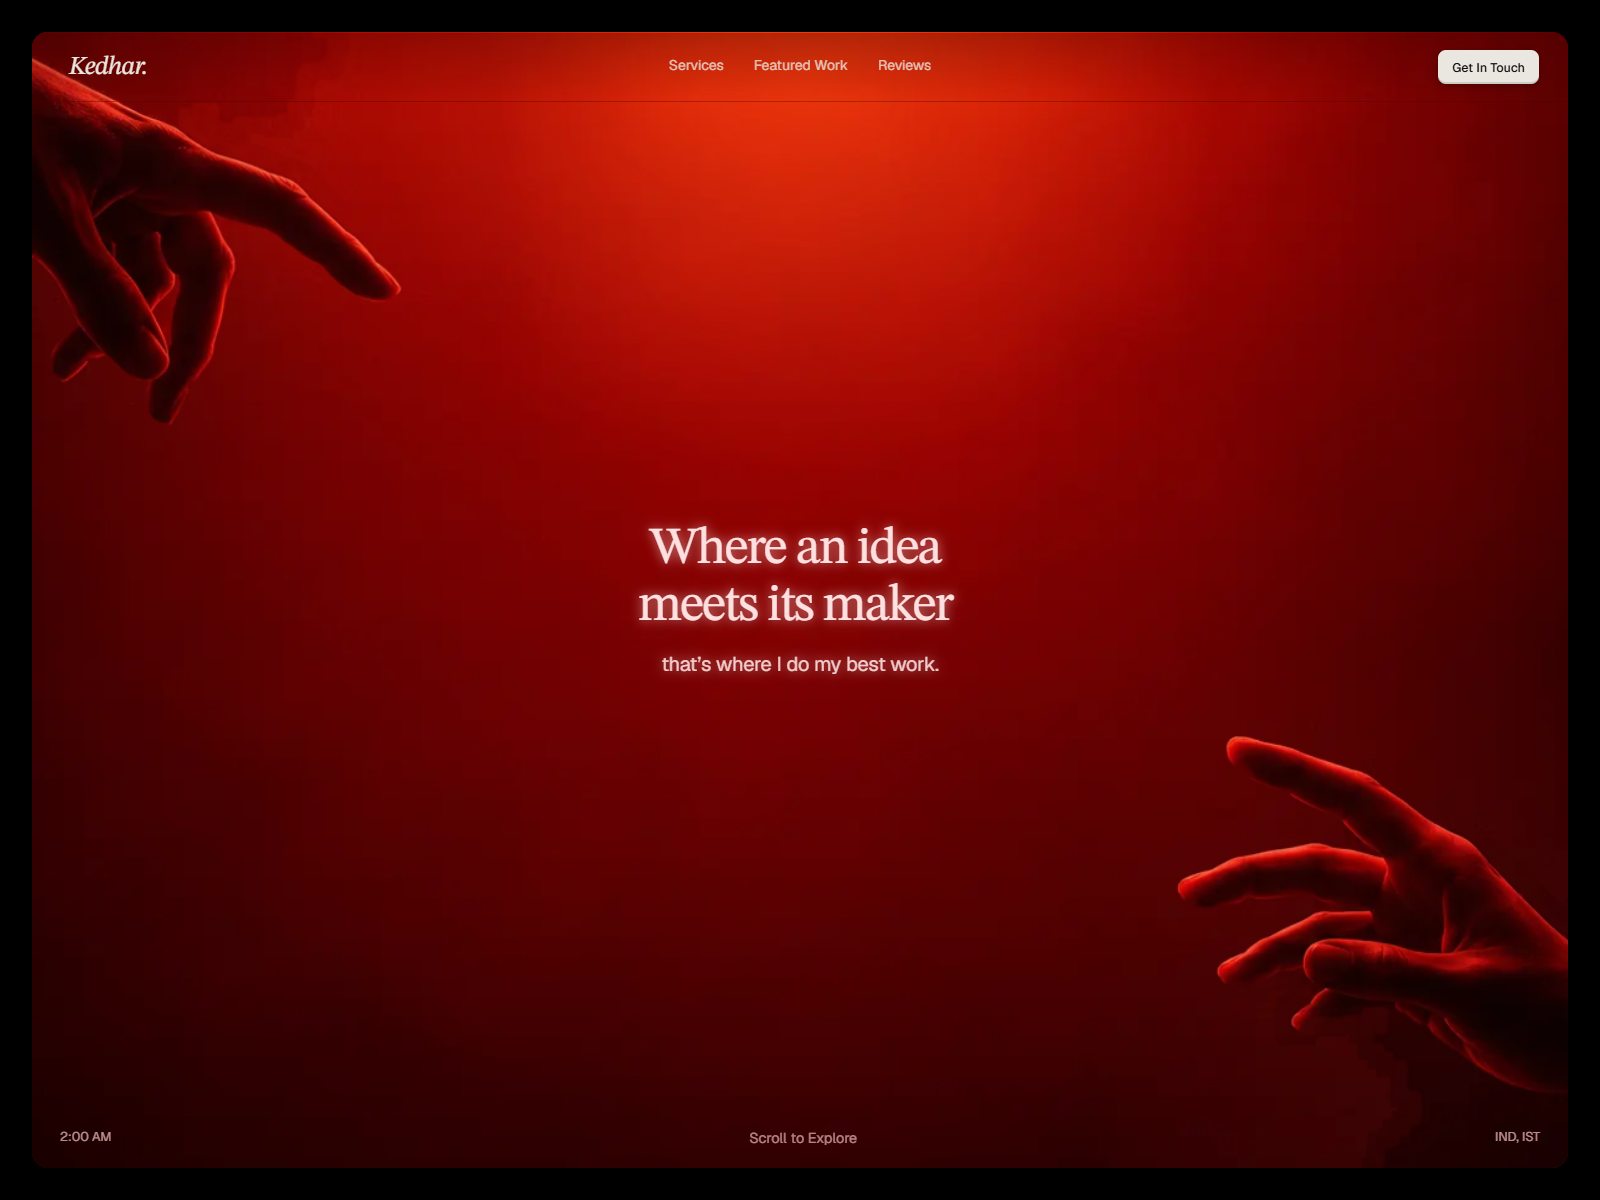 Kedhar.
Services
Featured Work
Reviews
Get In Touch
Where an idea
meets its maker
that's where I do my best work.
2:00 AM
Scroll to Explore
IND, IST